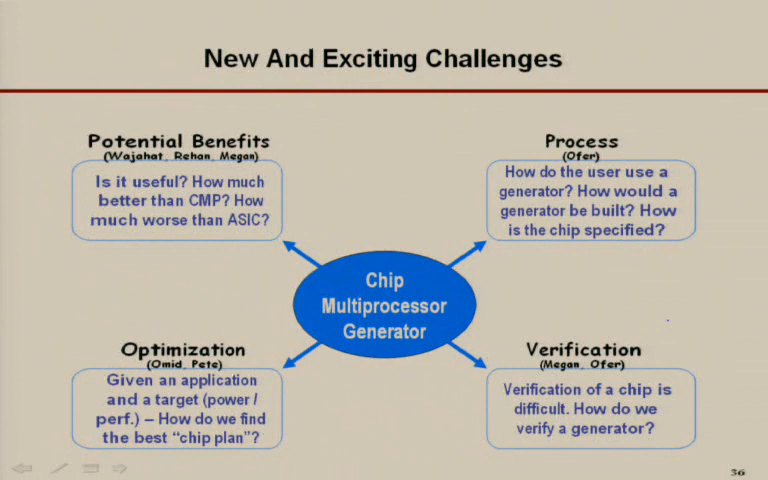 New And Exciting Challenges
Potential Benefits
(Wajahat, Rehan, Megan)
Is it useful? How much
better than CMP? How
much worse than ASIC?
Process
(Ofer)
How do the user use a
generator? How would a
generator be built? How
is the chip specified?
Chip
Multiprocessor
Generator
Optimization
(Omid, Pete)
Given an application
and a target (power /
perf.) – How do we find
the best “chip plan”?
Verification
(Megan, Ofer)
Verification of a chip is
difficult. How do we
verify a generator?
36